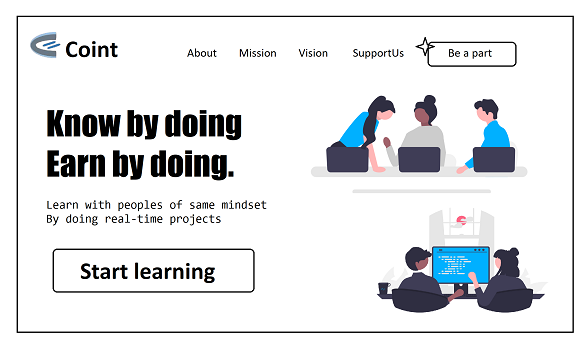 Coint
About Mission Vision SupportUs Be a part
Know by doing
Earn by doing.
Learn with peoples of same mindset
By doing real-time projects
Start learning